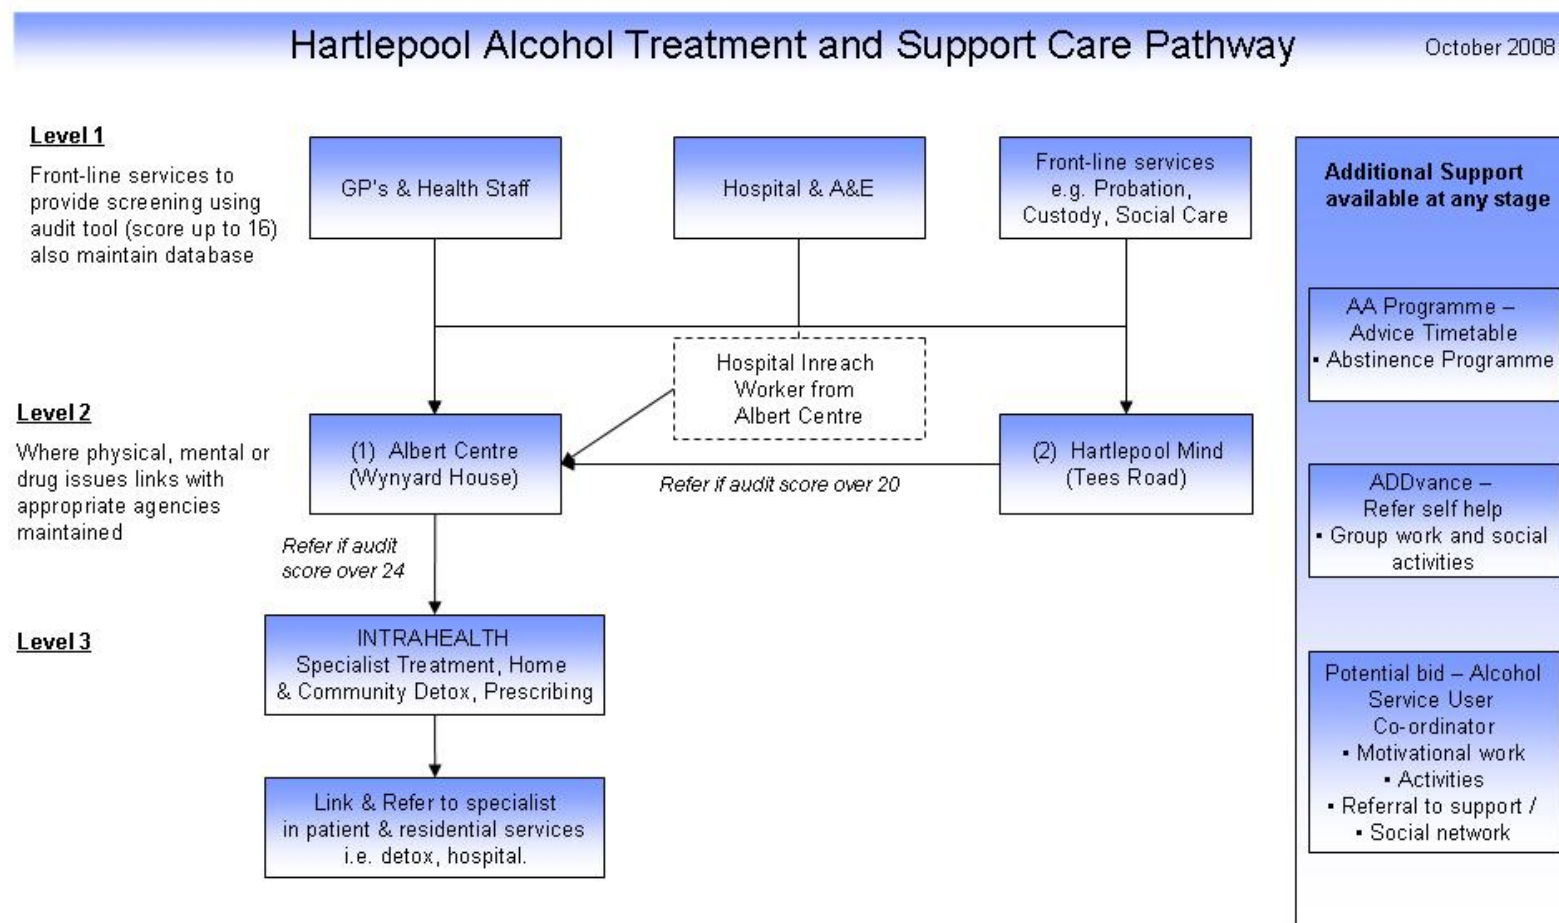 Hartlepool Alcohol Treatment and Support Care Pathway
October 2008
Level 1
Front-line services to
provide screening using
audit tool (score up to 16)
also maintain database
GP's & Health Staff
Hospital & A&E
Front-line services
e.g. Probation,
Custody, Social Care
Hospital Inreach
Worker from
Albert Centre
Level 2
Where physical, mental or
drug issues links with
appropriate agencies
maintained
(1) Albert Centre
(Wynyard House)
Refer if audit score over 20
(2) Hartlepool Mind
(Tees Road)
Refer if audit
score over 24
Level 3
INTRAHEALTH
Specialist Treatment, Home
& Community Detox, Prescribing
Link & Refer to specialist
in patient & residential services
i.e. detox, hospital.
Additional Support
available at any stage
AA Programme –
Advice Timetable
▪ Abstinence Programme
ADDvance –
Refer self help
▪ Group work and social
activities
Potential bid – Alcohol
Service User
Co-ordinator
▪ Motivational work
▪ Activities
▪ Referral to support /
▪ Social network